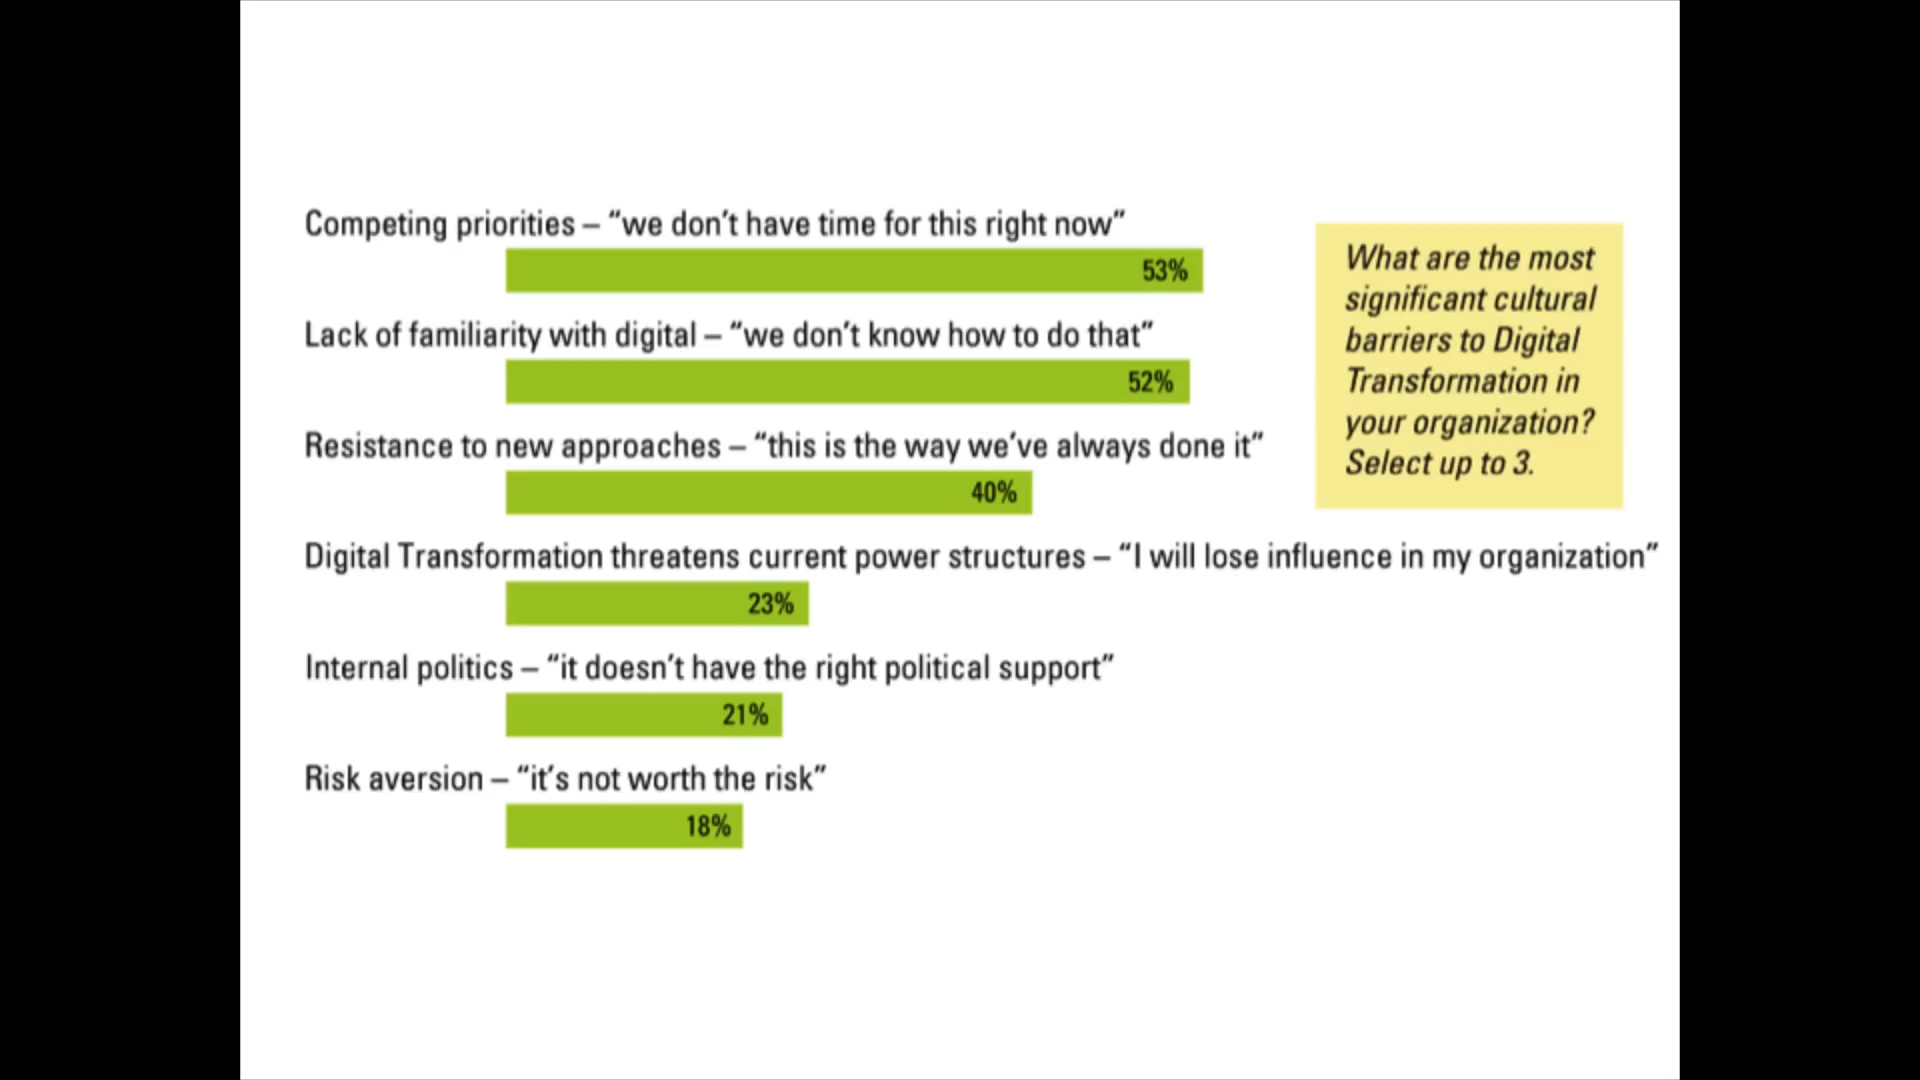 Competing priorities – “we don’t have time for this right now”
53%
Lack of familiarity with digital – “we don’t know how to do that”
52%
Resistance to new approaches – “this is the way we’ve always done it”
40%
Digital Transformation threatens current power structures – “I will lose influence in my organization”
23%
Internal politics – “it doesn’t have the right political support”
21%
Risk aversion – “it’s not worth the risk”
18%
What are the most
significant cultural
barriers to Digital
Transformation in
your organization?
Select up to 3.